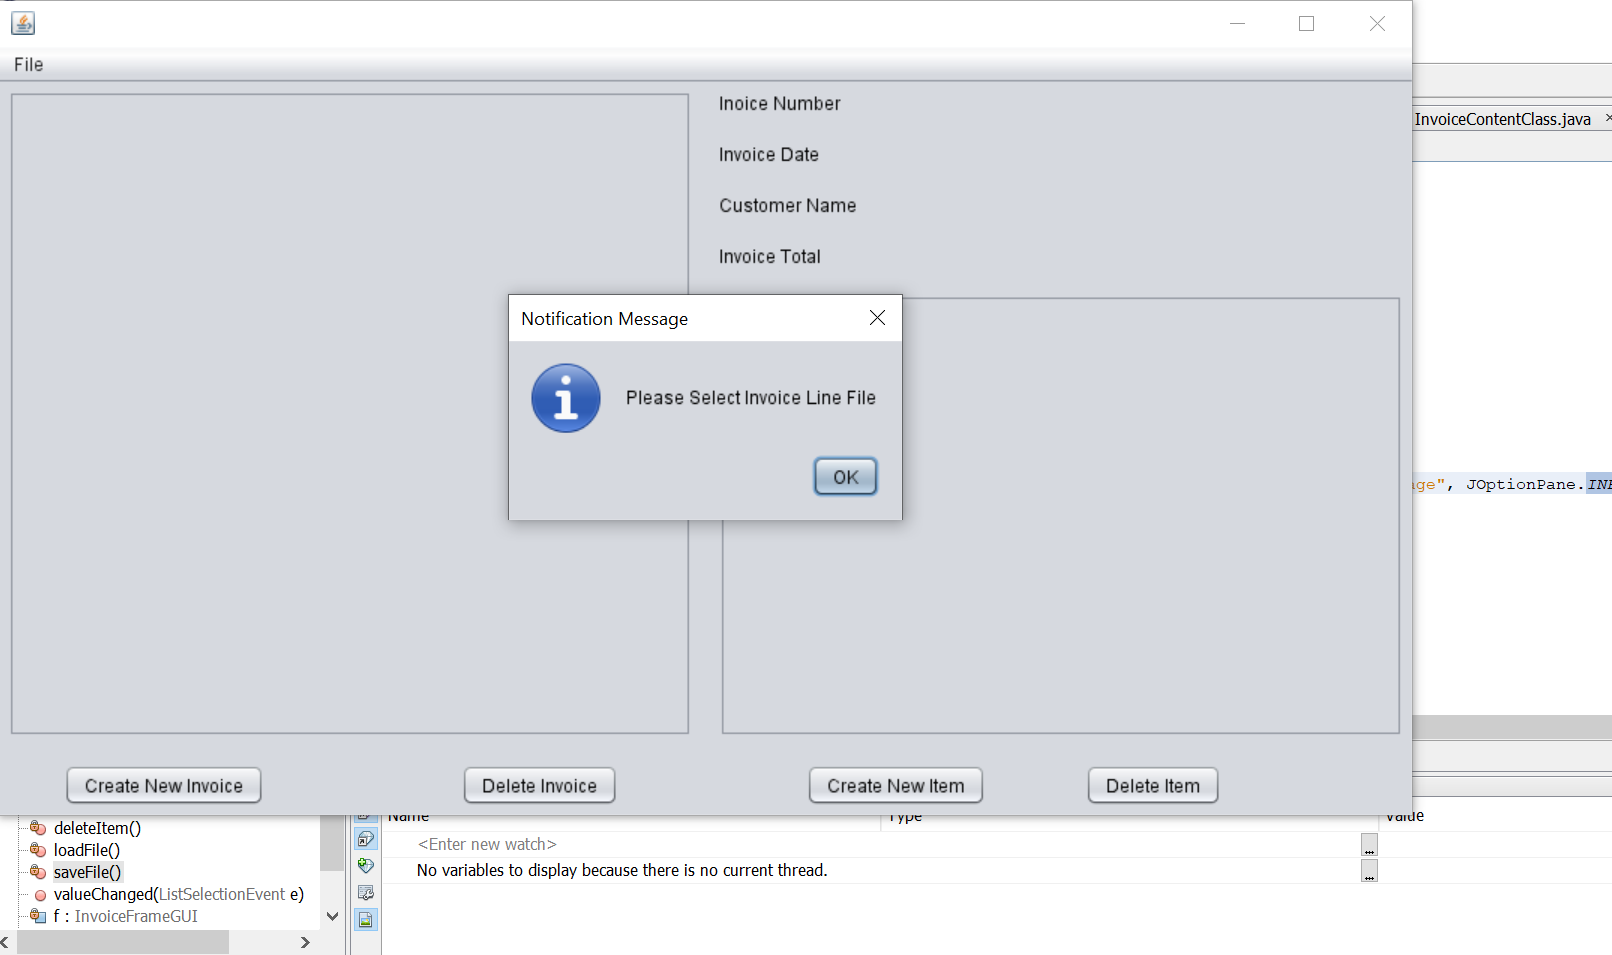 File
Inoice Number
Invoice Date
Customer Name
Invoice Total
Notification Message
Please Select Invoice Line File
OK
Create New Invoice
Delete Invoice
Create New Item
Delete Item
InvoiceContentClass.java
", JOptionPane.
deleteItem()
loadFile()
saveFile()
valueChanged(ListSelectionEvent e)
f : InvoiceFrameGUI
Name Type Value
<Enter new watch>
...
No variables to display because there is no current thread.
...